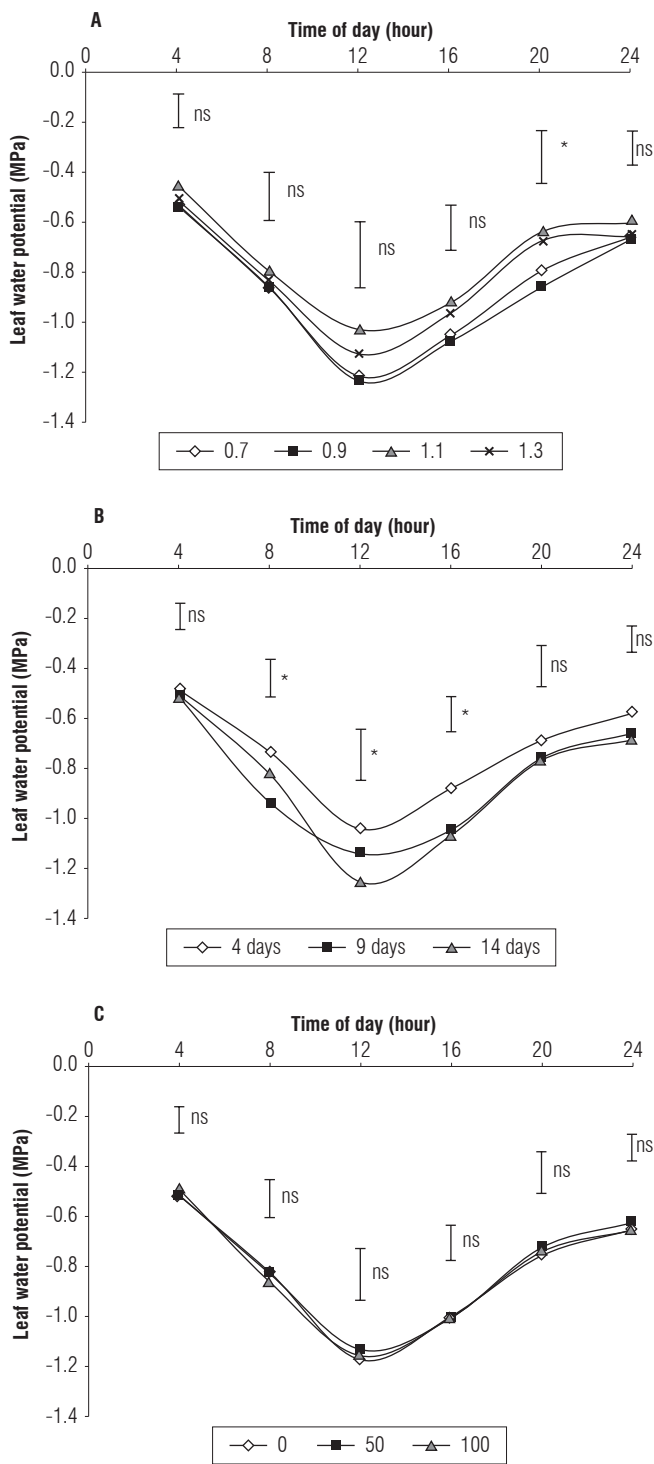 A
Time of day (hour)
0 4 8 12 16 20 24
0.0
-0.2
-0.4
-0.6
-0.8
-1.0
-1.2
-1.4
Leaf water potential (MPa)
ns
ns
ns
ns
*
ns
0.7 0.9 1.1 1.3
B
Time of day (hour)
0 4 8 12 16 20 24
0.0
-0.2
-0.4
-0.6
-0.8
-1.0
-1.2
-1.4
Leaf water potential (MPa)
ns
*
*
*
ns
ns
4 days 9 days 14 days
C
Time of day (hour)
0 4 8 12 16 20 24
0.0
-0.2
-0.4
-0.6
-0.8
-1.0
-1.2
-1.4
Leaf water potential (MPa)
ns
ns
ns
ns
ns
ns
0 50 100